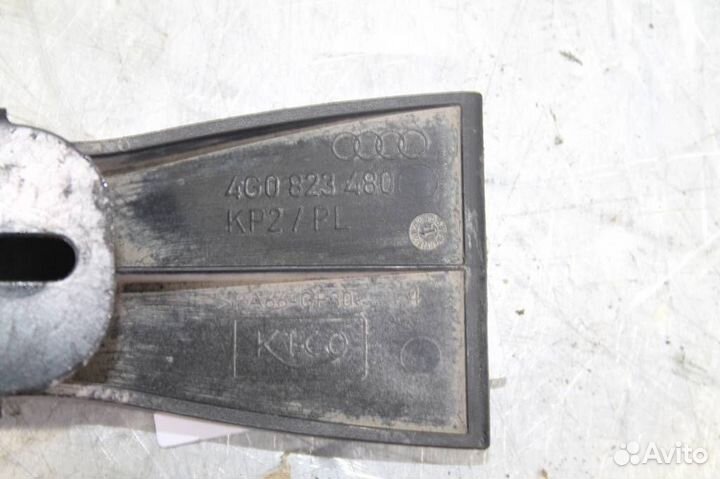 4G0 823 480
KP2 / PL
KICO
Avito